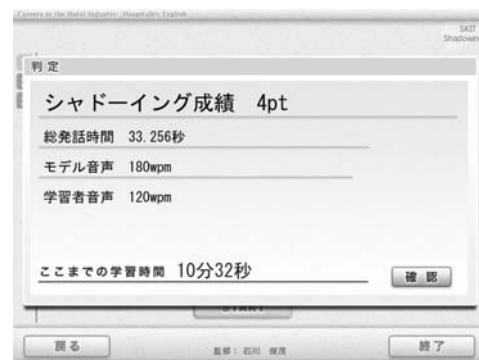 Careers in the Hotel Industry: Hospitality English
SKIT
Shadowin
判定
シャドーイング成績 4pt
総発話時間 33.256秒
モデル音声 180wpm
学習者音声 120wpm
ここまでの学習時間 10分32秒
確認
START
戻る
監修：石川 保茂
終了